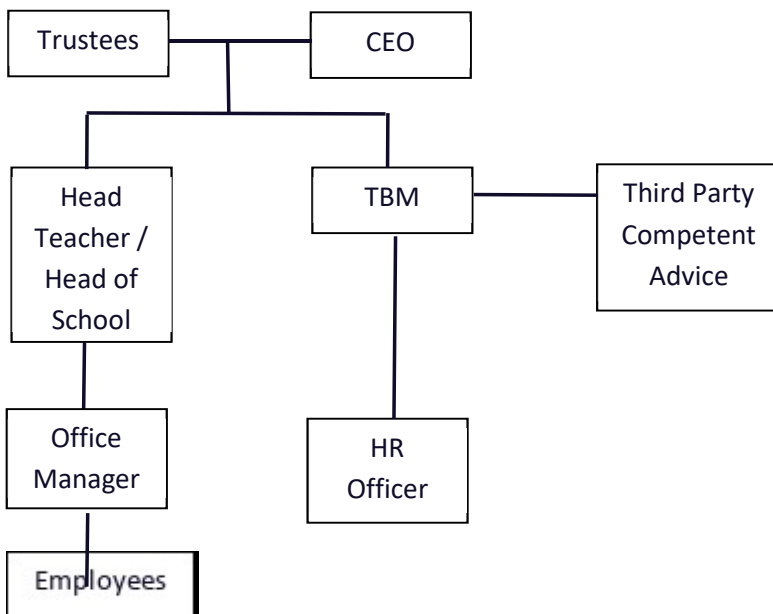 Trustees
CEO
Head
Teacher /
Head of
School
TBM
Third Party
Competent
Advice
Office
Manager
HR
Officer
Employees